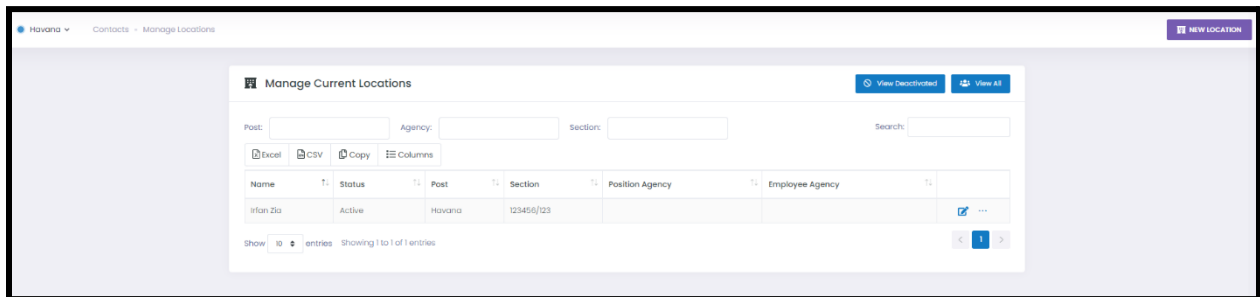 Havana Contacts - Manage Locations NEW LOCATION
Manage Current Locations View Deactivated View All
Post: Agency: Section: Search:
Excel CSV Copy Columns
Name Status Post Section Position Agency Employee Agency
Irfan Zia Active Havana 123456/123
Show 10 entries Showing 1 to 1 of 1 entries < 1 >